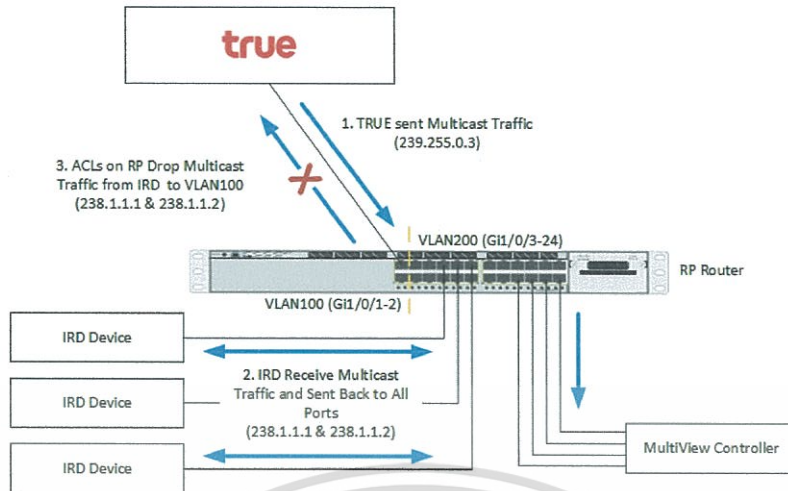 true
1. TRUE sent Multicast Traffic
(239.255.0.3)
3. ACLs on RP Drop Multicast
Traffic from IRD to VLAN100
(238.1.1.1 & 238.1.1.2)
VLAN200 (Gi1/0/3-24)
RP Router
VLAN100 (Gi1/0/1-2)
IRD Device
2. IRD Receive Multicast
Traffic and Sent Back to All
Ports
(238.1.1.1 & 238.1.1.2)
IRD Device
IRD Device
MultiView Controller